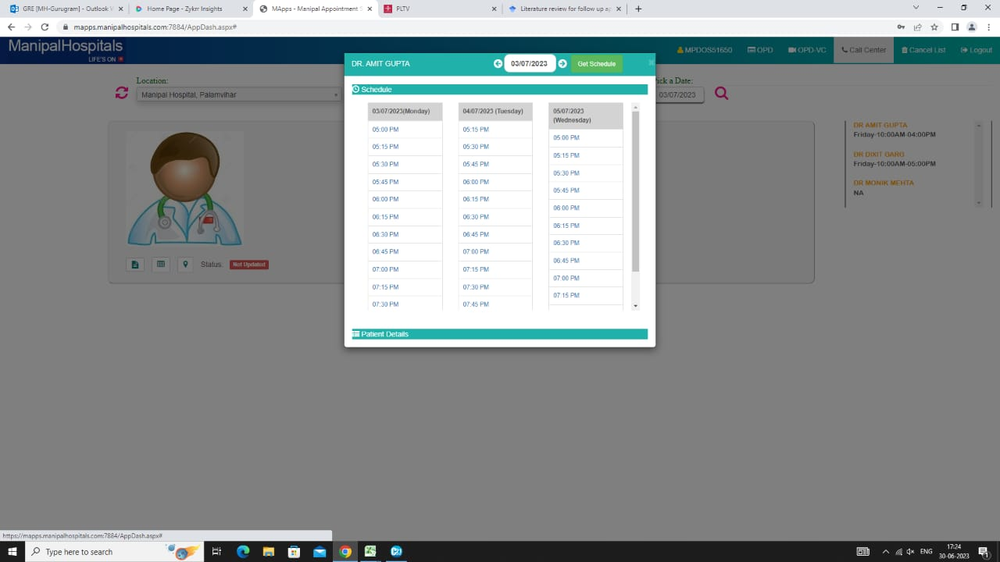 GRE [MH-Gurugram] - Outlook V
Home Page - Zykrr Insights
MApps - Manipal Appointment S
PLTV
Literature review for follow up ap
mapps.manipalhospitals.com:7884/AppDash.aspx#
ManipalHospitals
LIFE'S ON
MPDOS51650
OPD
OPD-VC
Call Center
Cancel List
Logout
Location:
Manipal Hospital, Palamvihar
Pick a Date:
03/07/2023
DR. AMIT GUPTA
03/07/2023
Get Schedule
Schedule
03/07/2023(Monday)
05:00 PM
05:15 PM
05:30 PM
05:45 PM
06:00 PM
06:15 PM
06:30 PM
06:45 PM
07:00 PM
07:15 PM
07:30 PM
04/07/2023 (Tuesday)
05:15 PM
05:30 PM
05:45 PM
06:00 PM
06:15 PM
06:30 PM
06:45 PM
07:00 PM
07:15 PM
07:30 PM
07:45 PM
05/07/2023
(Wednesday)
05:00 PM
05:15 PM
05:30 PM
05:45 PM
06:00 PM
06:15 PM
06:30 PM
06:45 PM
07:00 PM
07:15 PM
Patient Details
Status: Not Updated
DR AMIT GUPTA
Friday-10:00AM-04:00PM
DR DIXIT GARG
Friday-10:00AM-05:00PM
DR MONIK MEHTA
NA
https://mapps.manipalhospitals.com:7884/AppDash.aspx#
Type here to search
ENG
17:24
30-06-2023
1